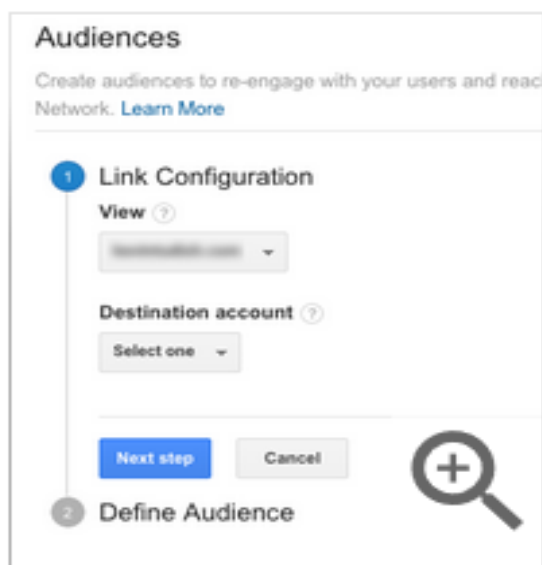 Audiences
Create audiences to re-engage with your users and reac
Network. Learn More
1 Link Configuration
View ?
Destination account ?
Select one
Next step Cancel
2 Define Audience